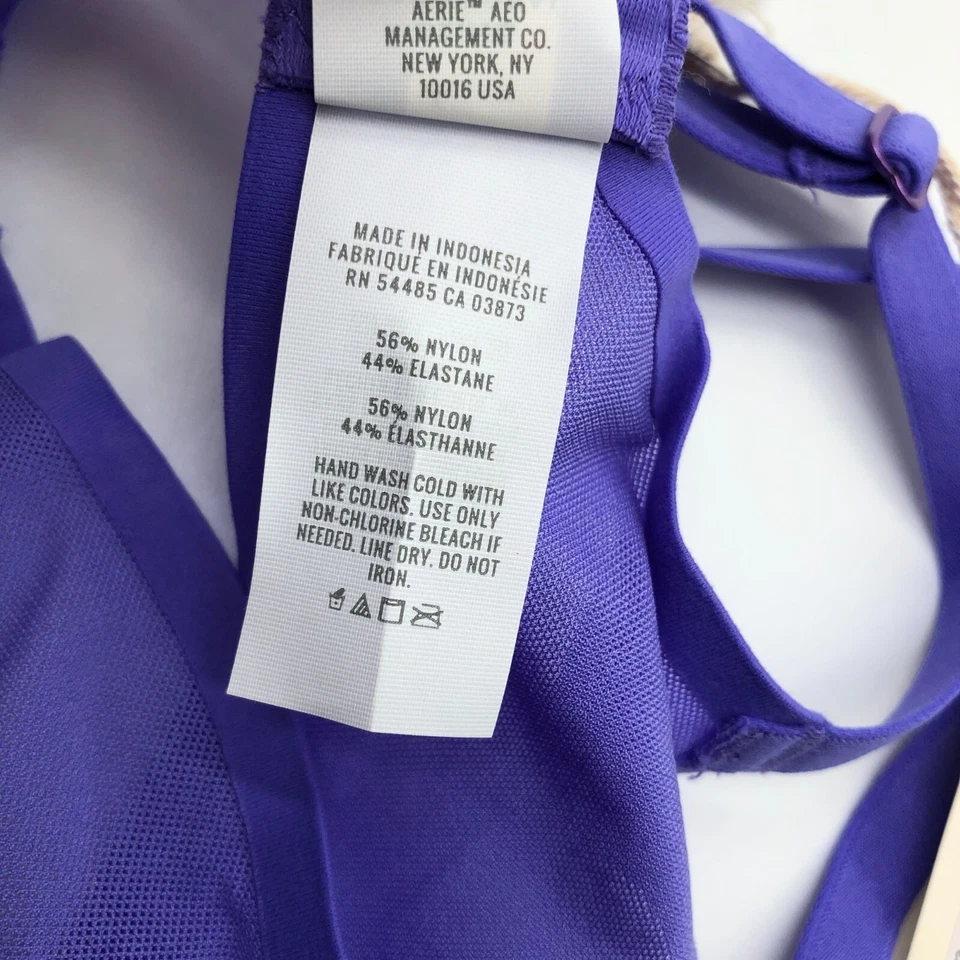 AERIE™ AEO
MANAGEMENT CO.
NEW YORK, NY
10016 USA
MADE IN INDONESIA
FABRIQUÉ EN INDONÉSIE
RN 54485 CA 03873
56% NYLON
44% ELASTANE
56% NYLON
44% ÉLASTHANNE
HAND WASH COLD WITH
LIKE COLORS. USE ONLY
NON-CHLORINE BLEACH IF
NEEDED. LINE DRY. DO NOT
IRON.